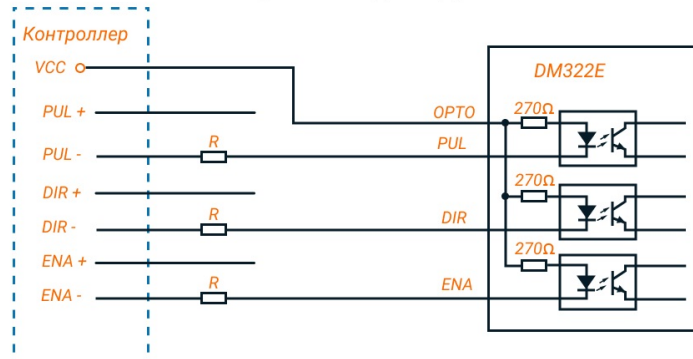 Контроллер
VCC
PUL +
PUL -
DIR +
DIR -
ENA +
ENA -
R
R
R
OPTO
PUL
DIR
ENA
DM322E
270Ω
270Ω
270Ω